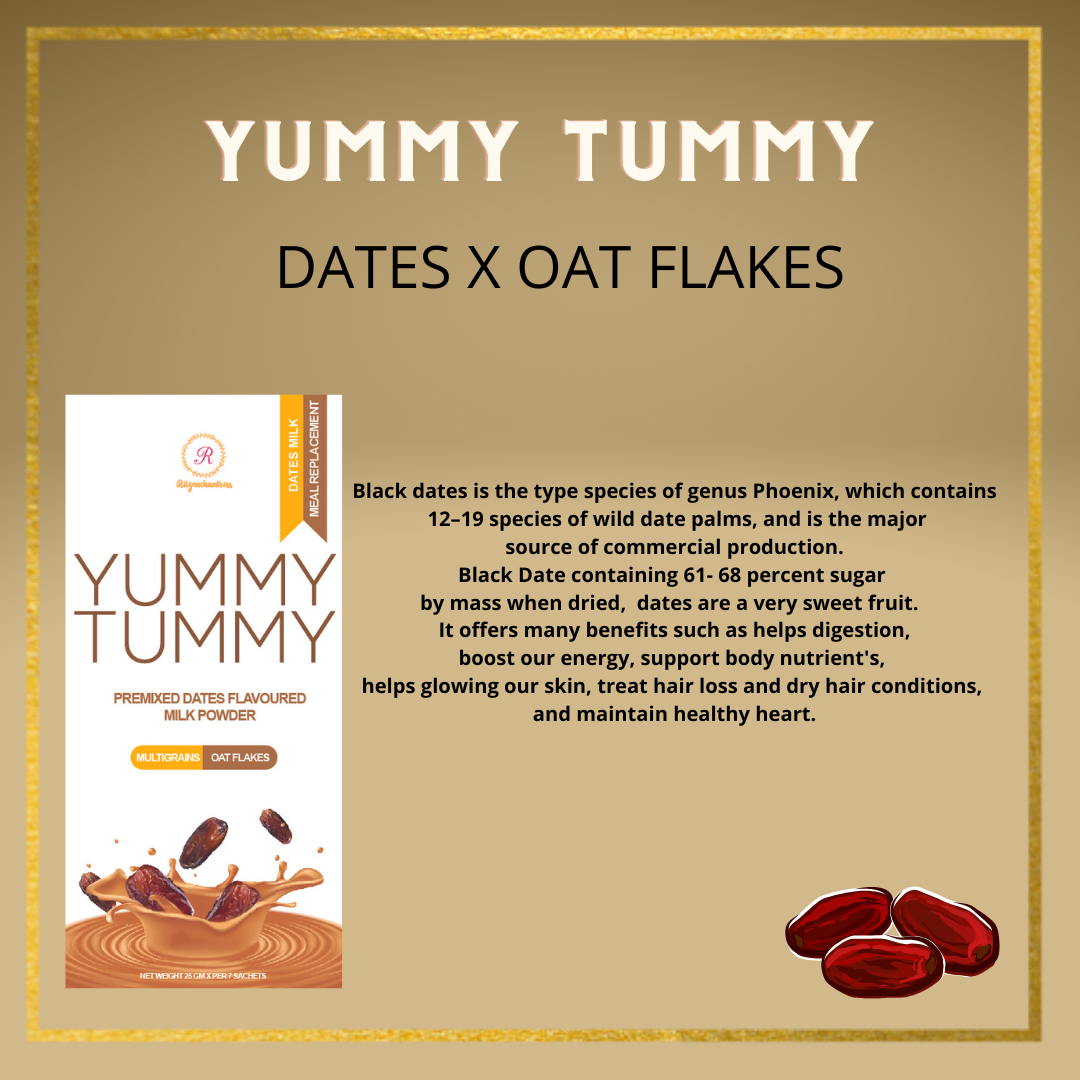 YUMMY TUMMY
DATES X OAT FLAKES
DATES MILK
MEAL REPLACEMENT
R
Rizgenchantress
YUMMY
TUMMY
PREMIXED DATES FLAVOURED
MILK POWDER
MULTIGRAINS OAT FLAKES
NET WEIGHT 25 GM X PER 7 SACHETS
Black dates is the type species of genus Phoenix, which contains
12–19 species of wild date palms, and is the major
source of commercial production.
Black Date containing 61- 68 percent sugar
by mass when dried,  dates are a very sweet fruit.
It offers many benefits such as helps digestion,
boost our energy, support body nutrient's,
helps glowing our skin, treat hair loss and dry hair conditions,
and maintain healthy heart.